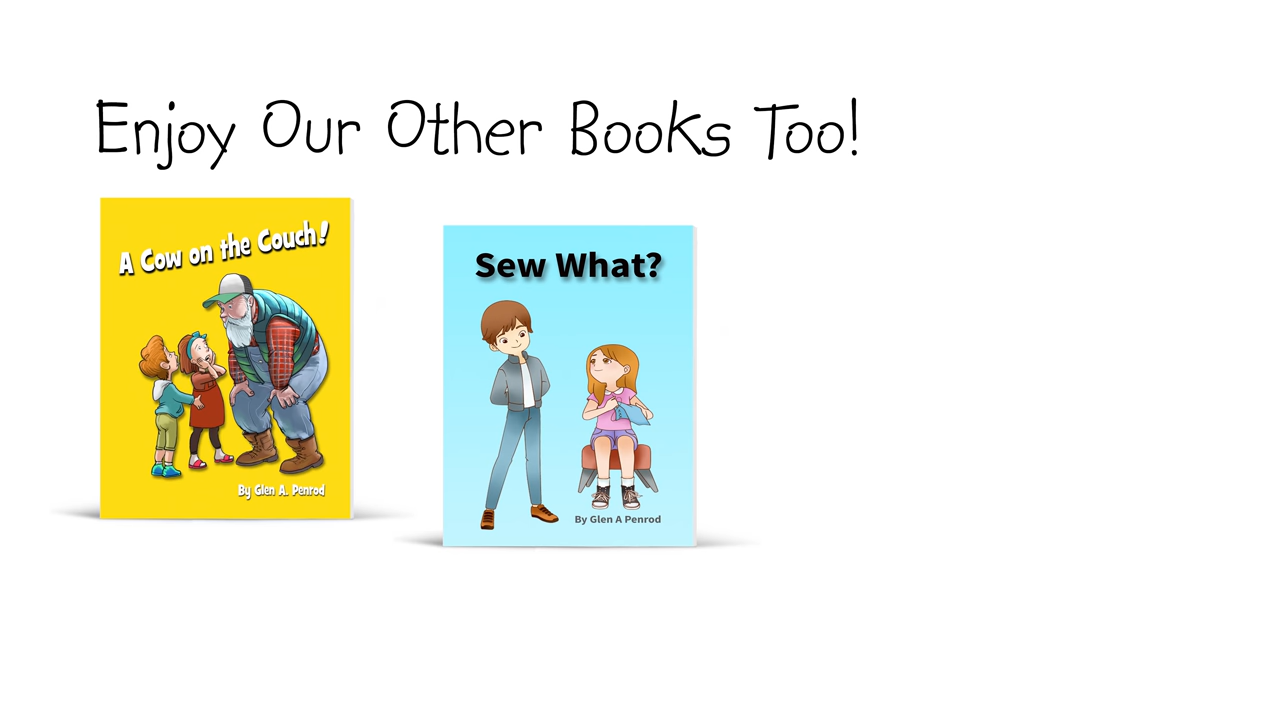 Enjoy Our Other Books Too!
A Cow on the Couch!
By Glen A. Penrod
Sew What?
By Glen A Penrod